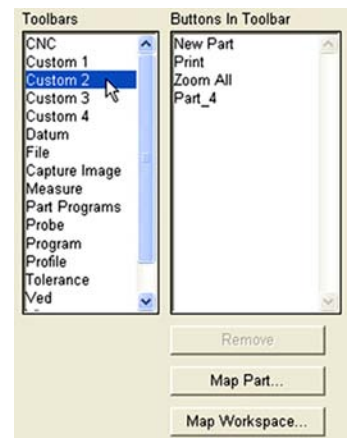 Toolbars
CNC
Custom 1
Custom 2
Custom 3
Custom 4
Datum
File
Capture Image
Measure
Part Programs
Probe
Program
Profile
Tolerance
Ved
Buttons In Toolbar
New Part
Print
Zoom All
Part_4
Remove
Map Part...
Map Workspace...